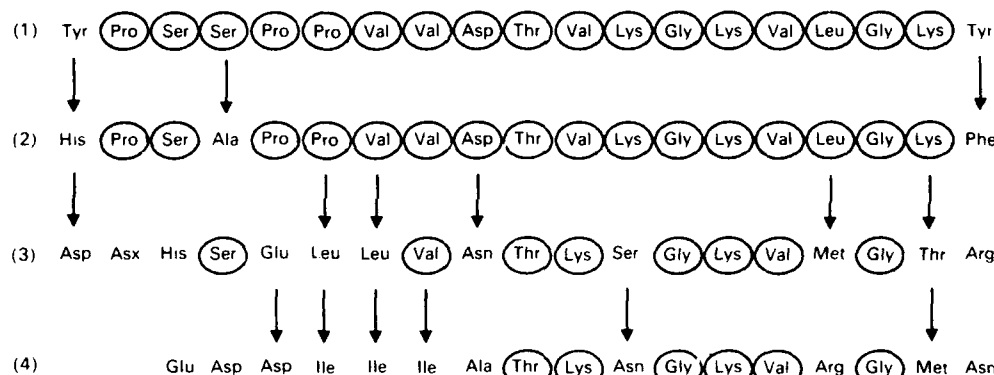 (1) Tyr Pro Ser Ser Pro Pro Val Val Asp Thr Val Lys Gly Lys Val Leu Gly Lys Tyr
(2) His Pro Ser Ala Pro Pro Val Val Asp Thr Val Lys Gly Lys Val Leu Gly Lys Phe
(3) Asp Asx His Ser Glu Leu Leu Val Asn Thr Lys Ser Gly Lys Val Met Gly Thr Arg
(4) Glu Asp Asp Ile Ile Ile Ala Thr Lys Asn Gly Lys Val Arg Gly Met Asn